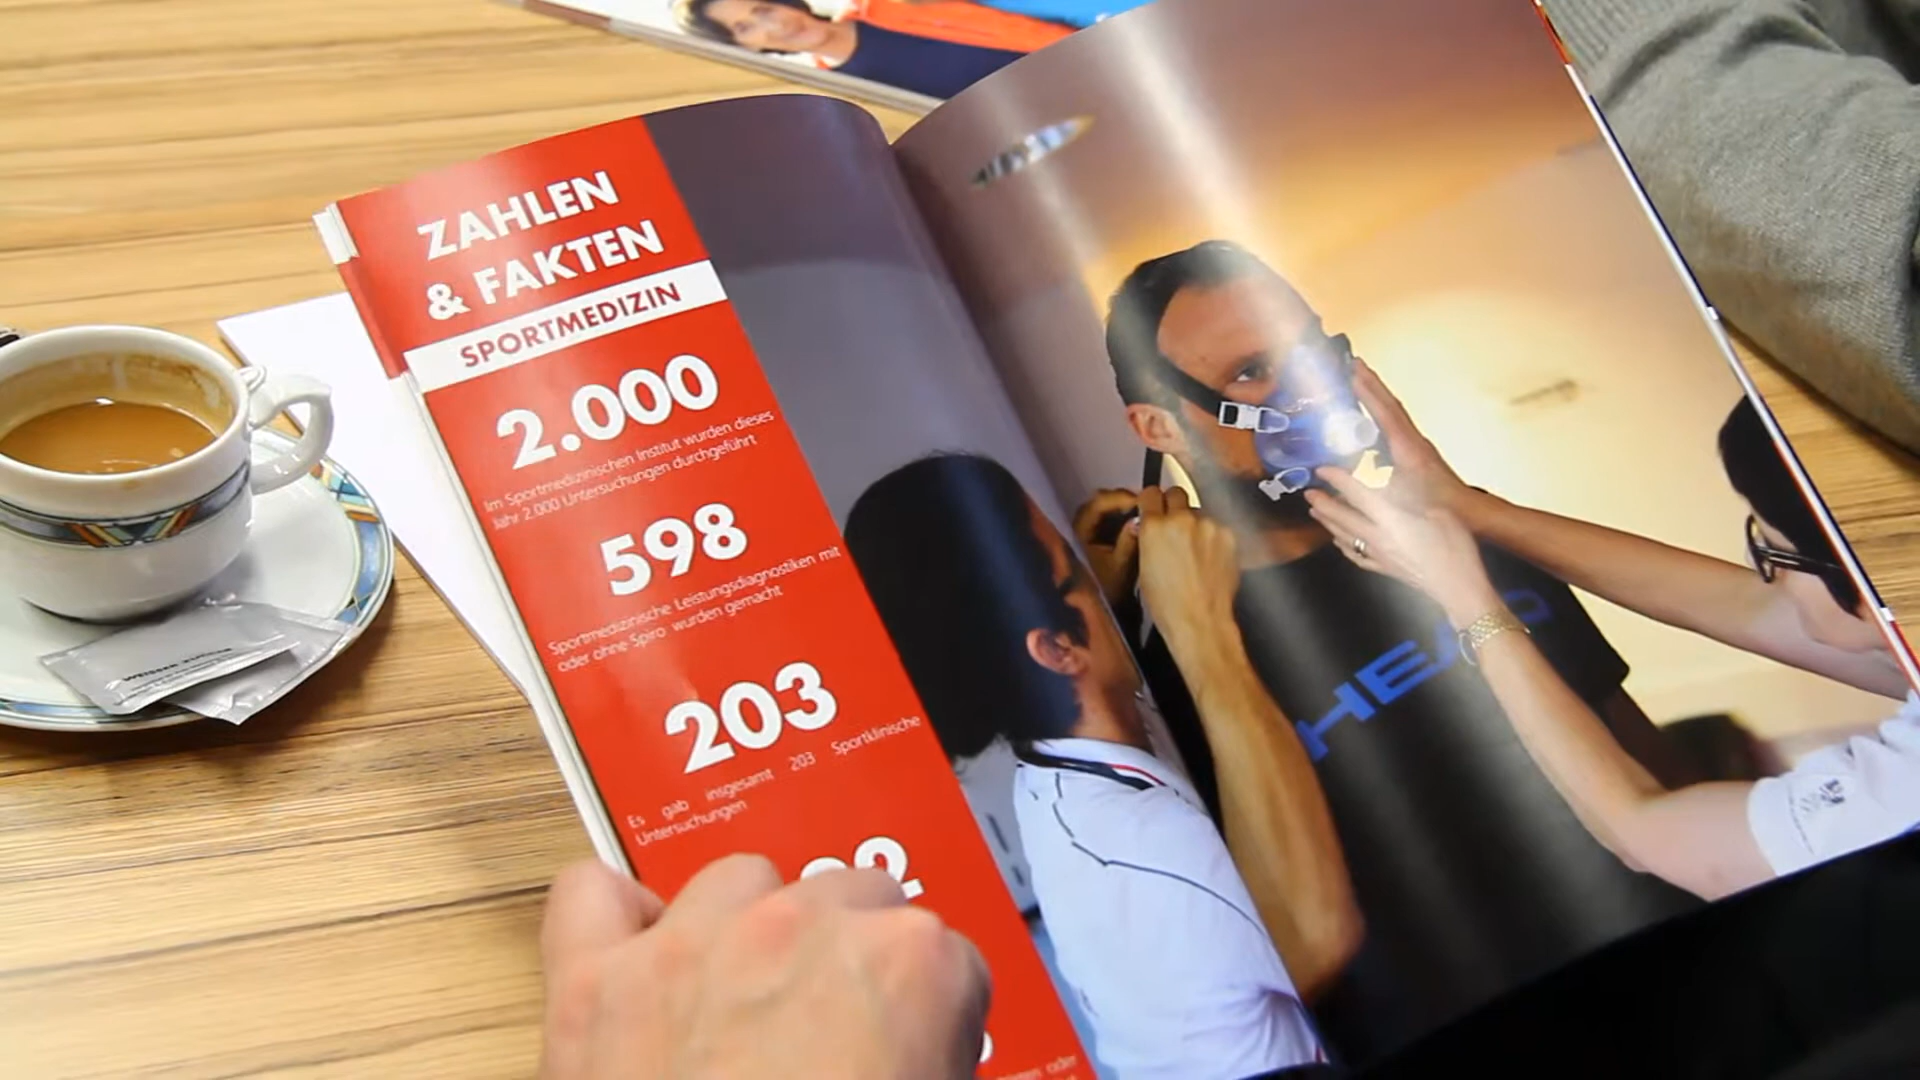 ZAHLEN
& FAKTEN
SPORTMEDIZIN
2.000
Im Sportmedizinischen Institut wurden dieses
Jahr 2.000 Untersuchungen durchgeführt
598
Sportmedizinische Leistungsdiagnostiken mit
oder ohne Spiro wurden gemacht
203
Es gab insgesamt 203 Sportklinische
Untersuchungen
oder
HEAD